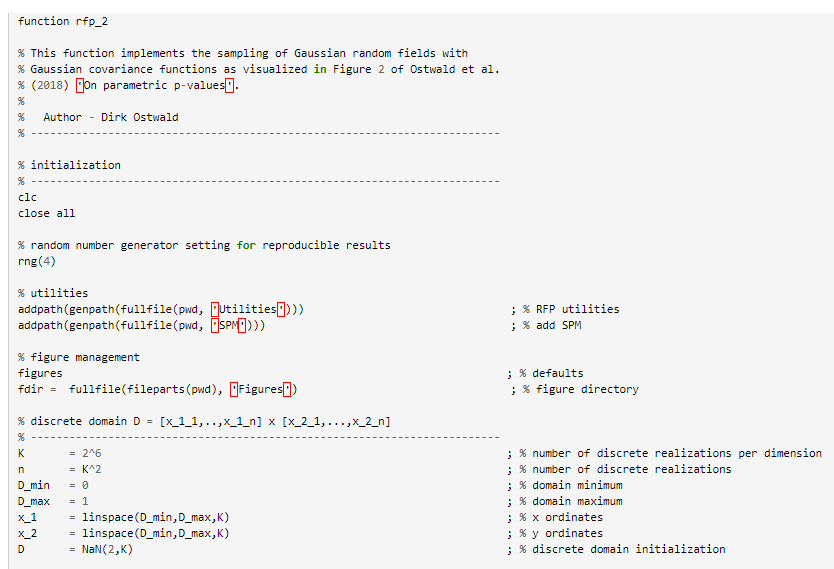 function rfp_2
% This function implements the sampling of Gaussian random fields with
% Gaussian covariance functions as visualized in Figure 2 of Ostwald et al.
% (2018) 'On parametric p-values'.
%
%   Author - Dirk Ostwald
% -------------------------------------------------------------------------
% initialization
% -------------------------------------------------------------------------
clc
close all
% random number generator setting for reproducible results
rng(4)
% utilities
addpath(genpath(fullfile(pwd, 'Utilities')))                                 ; % RFP utilities
addpath(genpath(fullfile(pwd, 'SPM')))                                       ; % add SPM
% figure management
figures                                                                      ; % defaults
fdir =  fullfile(fileparts(pwd), 'Figures')                                  ; % figure directory
% discrete domain D = [x_1_1,..,x_1_n] x [x_2_1,...,x_2_n]
% -------------------------------------------------------------------------
K       = 2^6                                                                ; % number of discrete realizations per dimension
n       = K^2                                                                ; % number of discrete realizations
D_min   = 0                                                                  ; % domain minimum
D_max   = 1                                                                  ; % domain maximum
x_1     = linspace(D_min,D_max,K)                                            ; % x ordinates
x_2     = linspace(D_min,D_max,K)                                            ; % y ordinates
D       = NaN(2,K)                                                           ; % discrete domain initialization